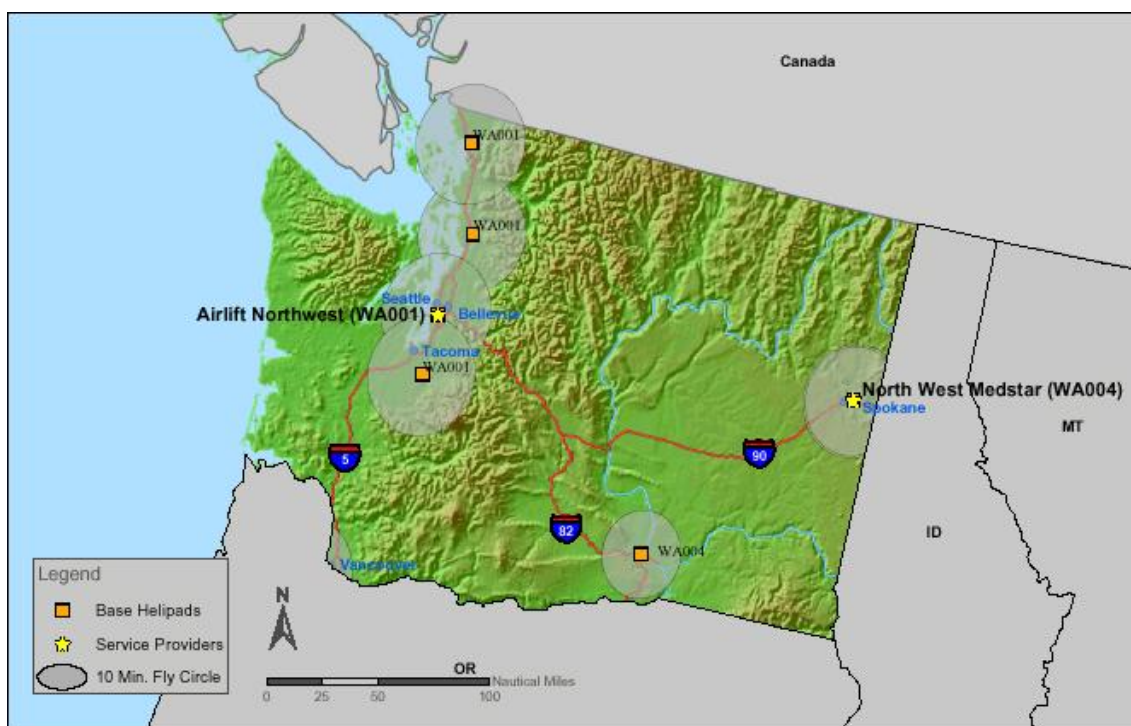 Canada
WA001
WA001
Seattle
Airlift Northwest (WA001)
Bellevue
Tacoma
WA001
North West Medstar (WA004)
Spokane
MT
5
90
82
ID
WA004
Vancouver
Legend
Base Helipads
Service Providers
10 Min. Fly Circle
N
OR
Nautical Miles
0 25 50 100